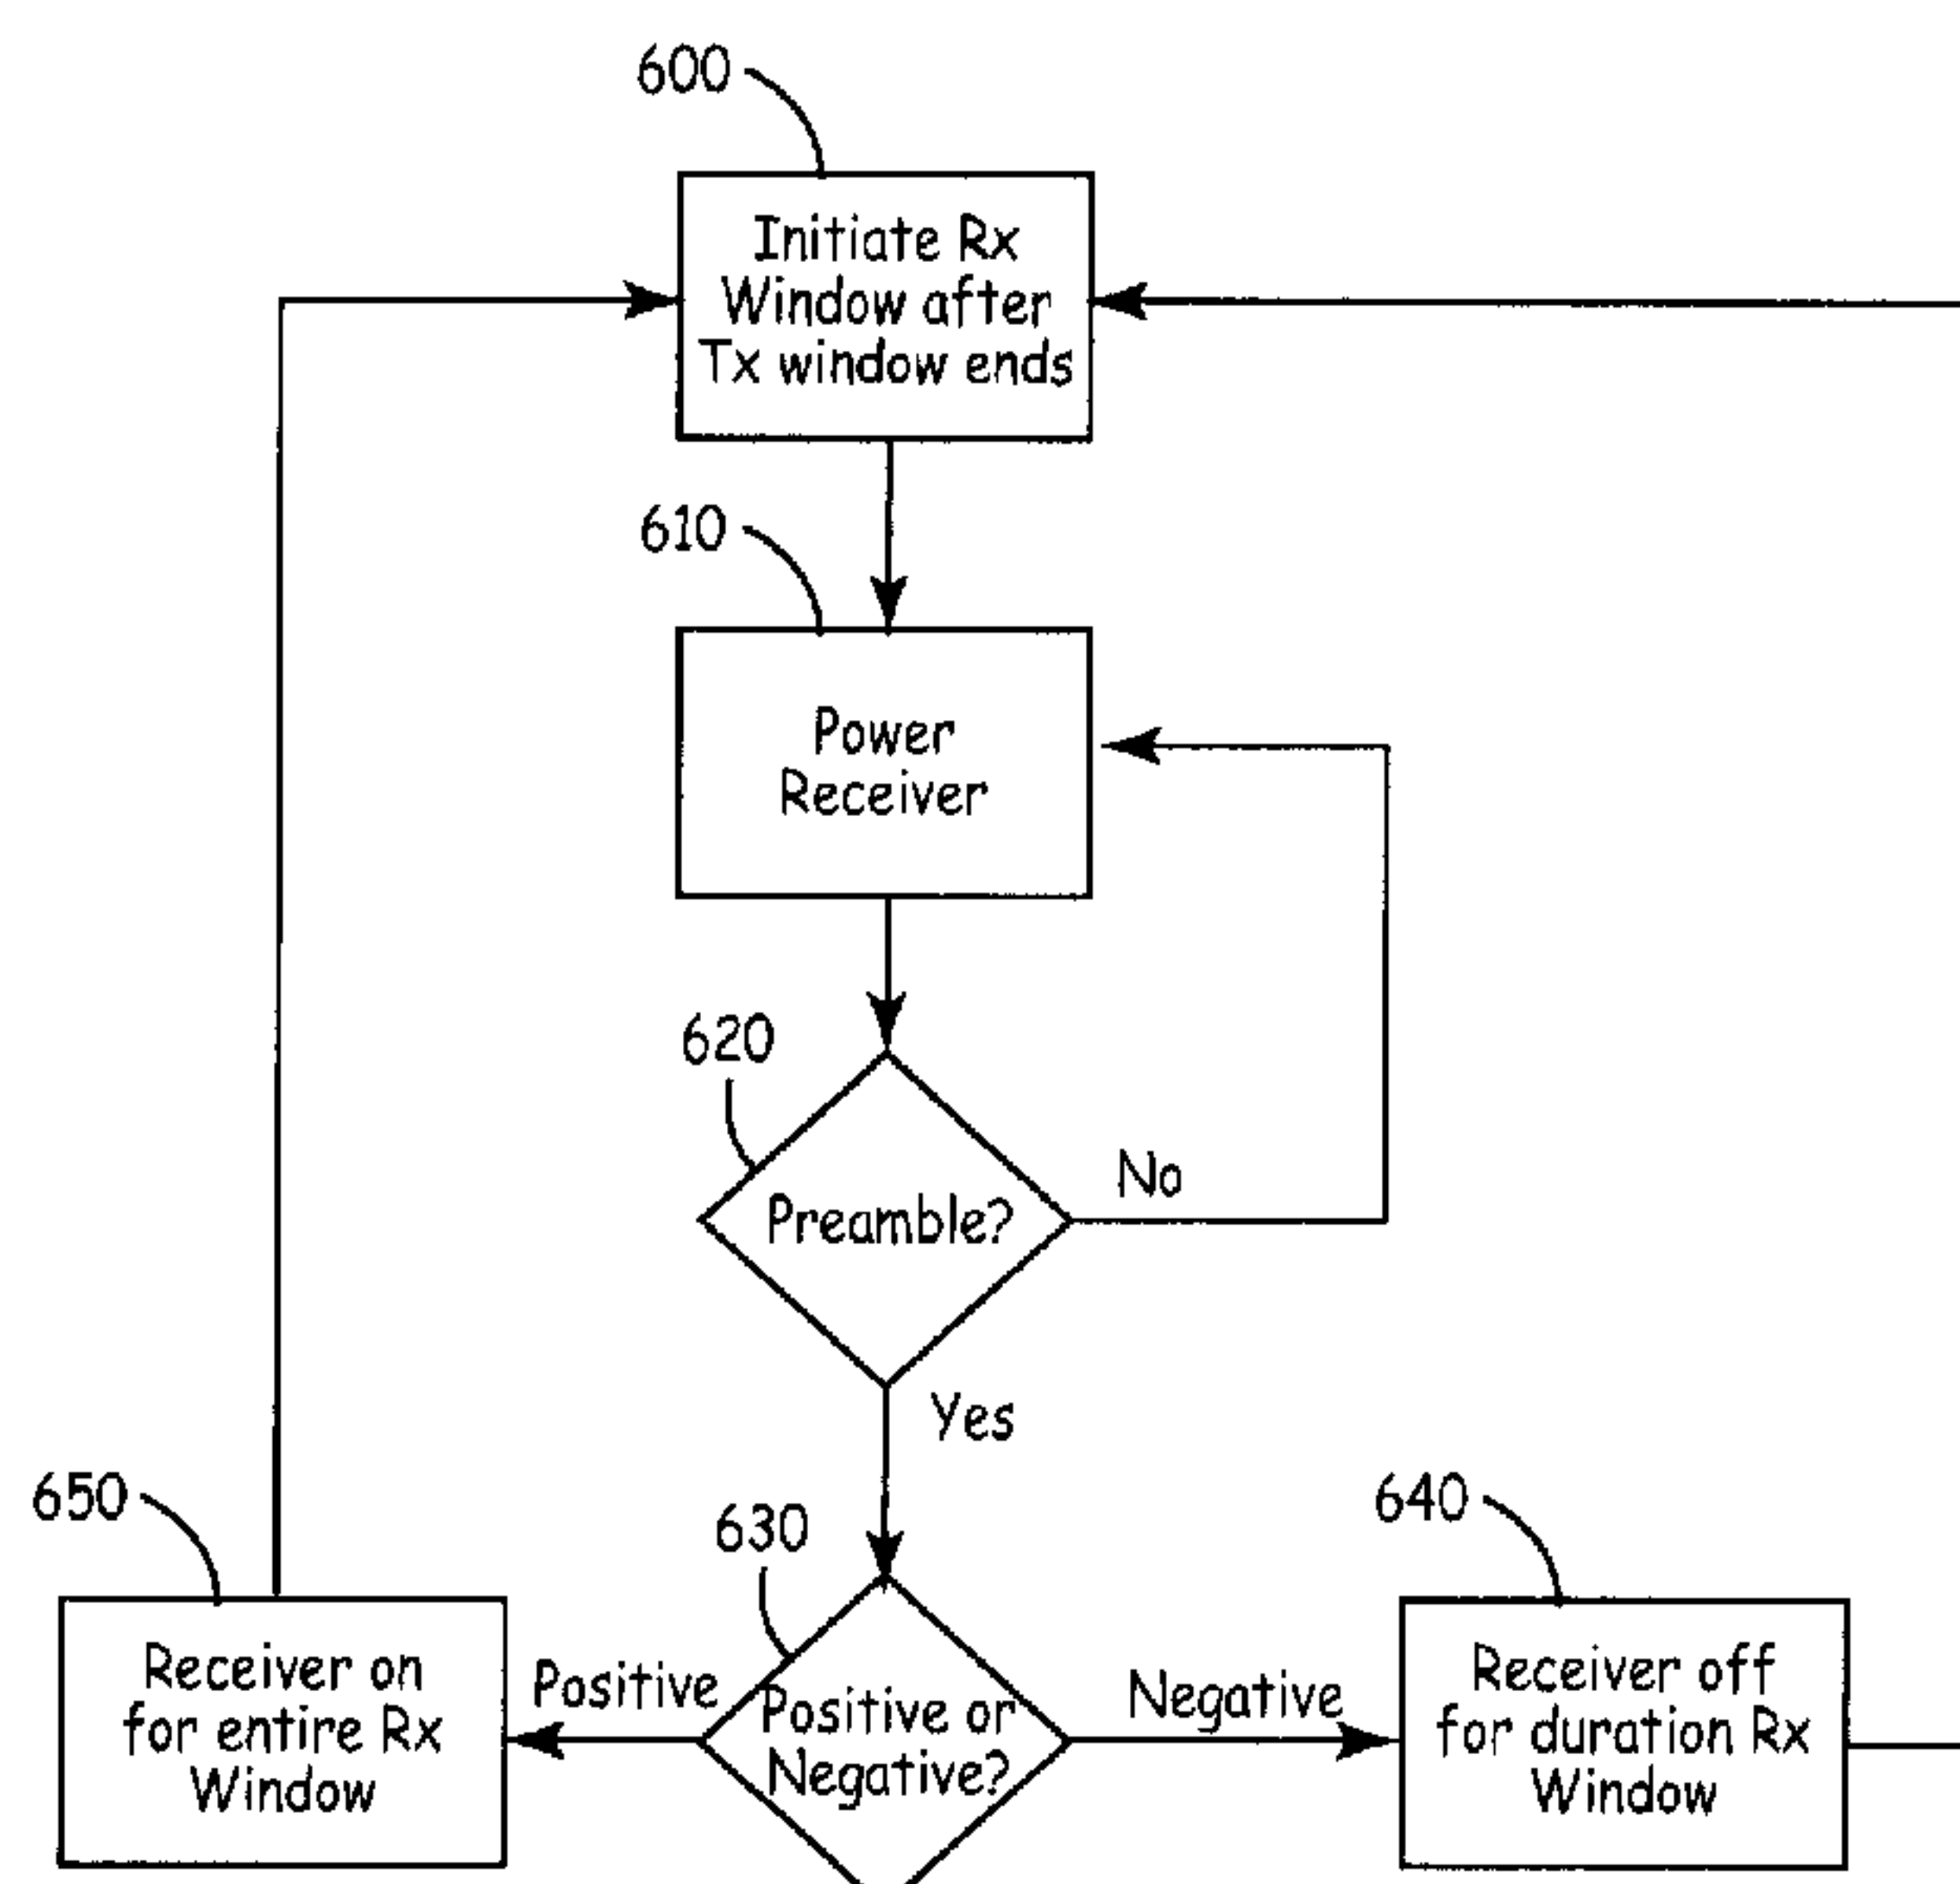 600
Initiate Rx
Window after
Tx window ends
610
Power
Receiver
620
Preamble?
No
Yes
650
630
640
Receiver on
for entire Rx
Window
Positive
Positive or
Negative?
Negative
Receiver off
for duration Rx
Window